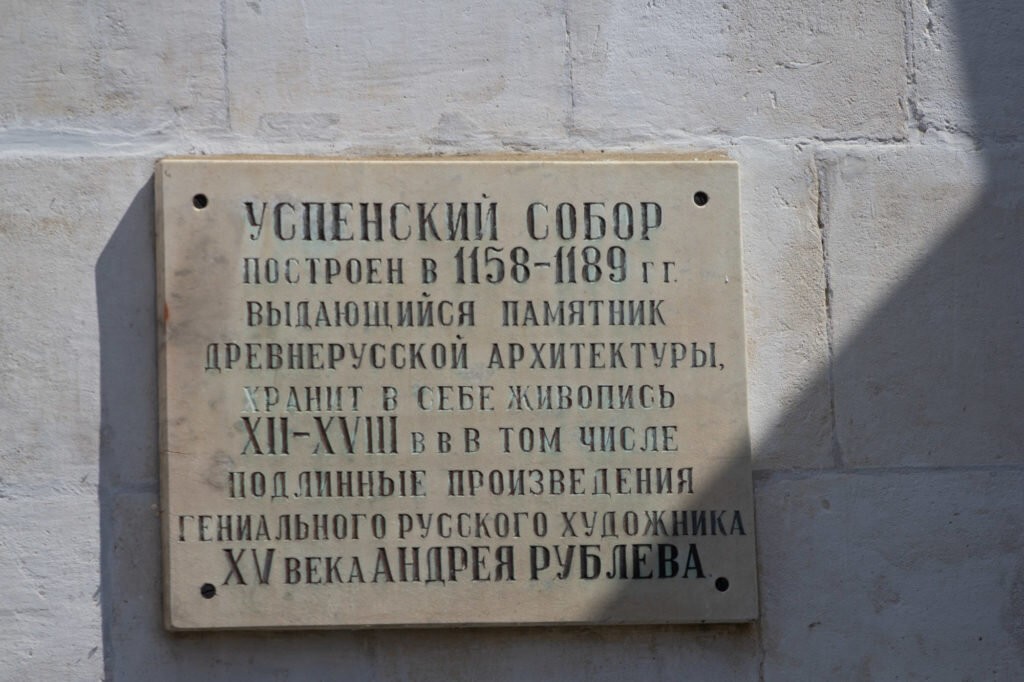 УСПЕНСКИЙ СОБОР
ПОСТРОЕН В 1158-1189 Г Г.
ВЫДАЮЩИЙСЯ ПАМЯТНИК
ДРЕВНЕРУССКОЙ АРХИТЕКТУРЫ,
ХРАНИТ В СЕБЕ ЖИВОПИСЬ
XII-XVIII В В В ТОМ ЧИСЛЕ
ПОДЛИННЫЕ ПРОИЗВЕДЕНИЯ
ГЕНИАЛЬНОГО РУССКОГО ХУДОЖНИКА
XV ВЕКА АНДРЕЯ РУБЛЕВА.